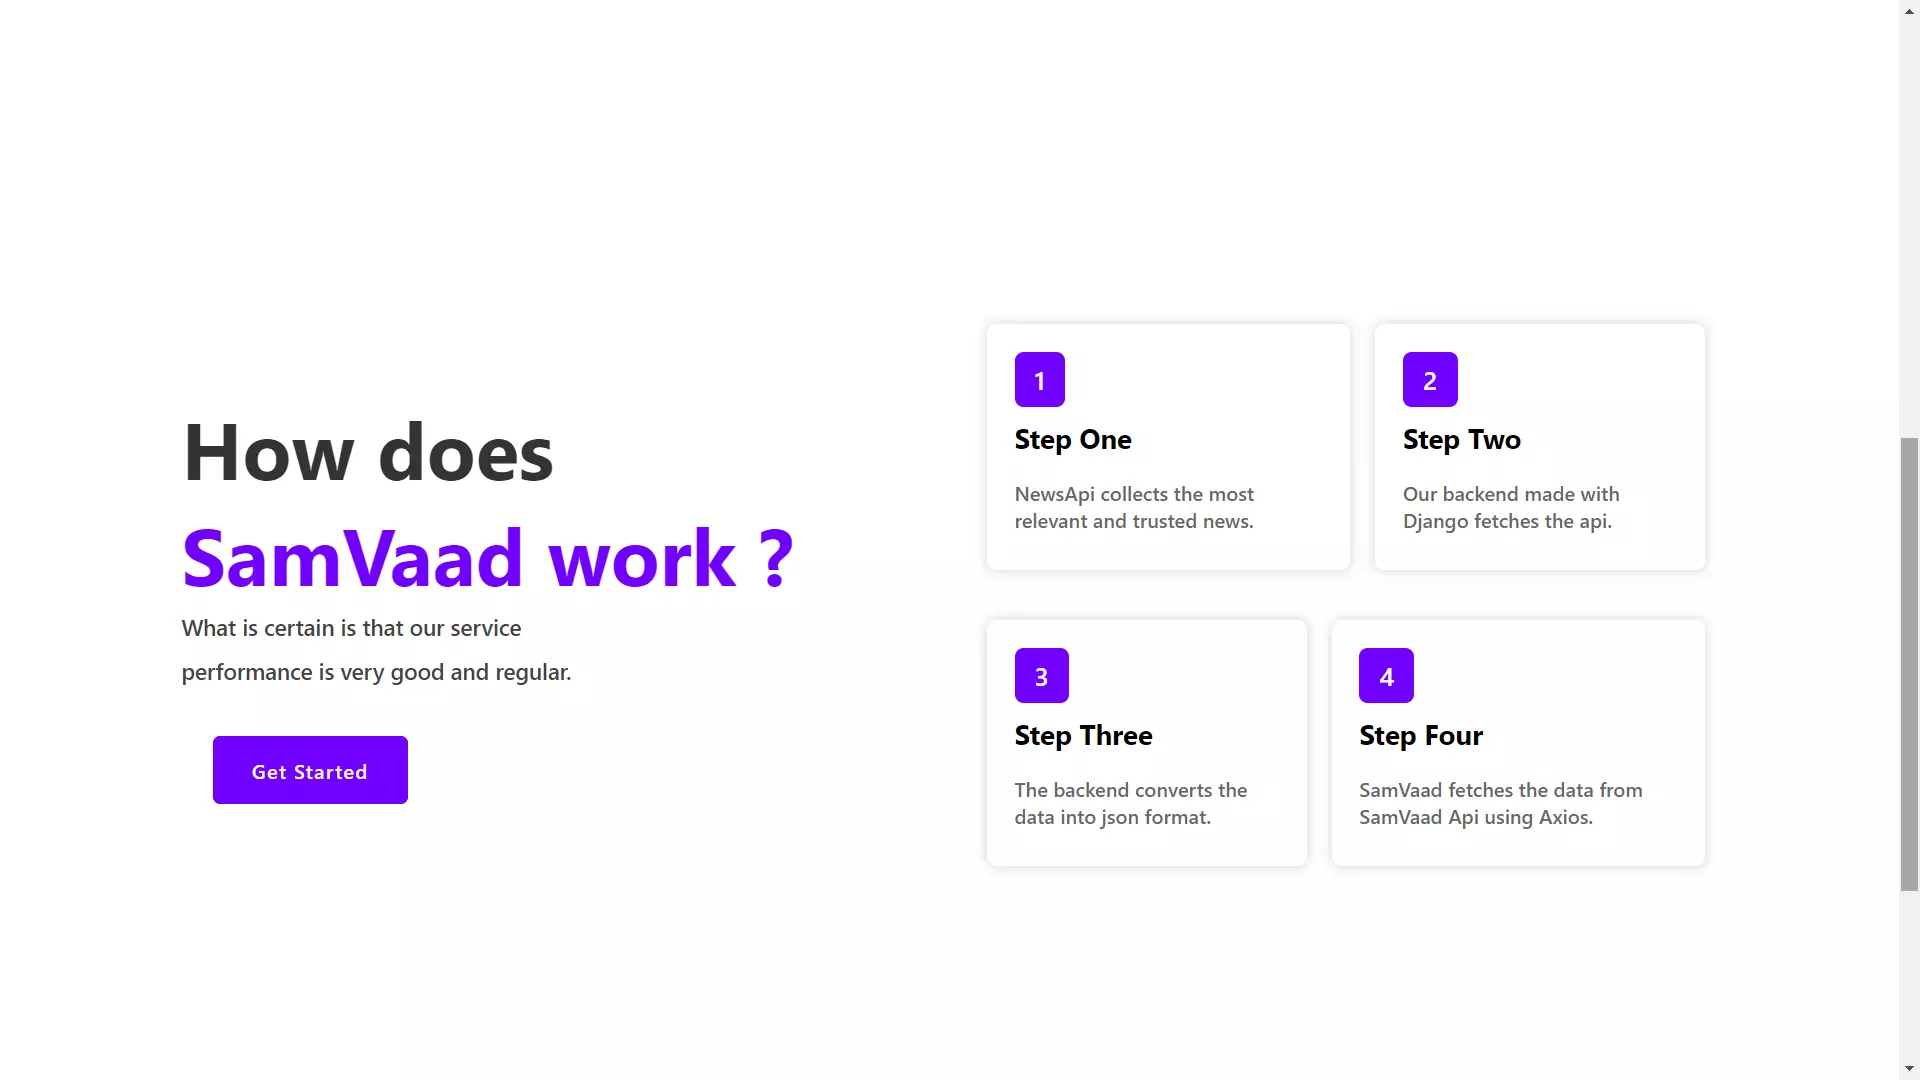 How does
SamVaad work ?
What is certain is that our service
performance is very good and regular.
Get Started
1
Step One
NewsApi collects the most
relevant and trusted news.
2
Step Two
Our backend made with
Django fetches the api.
3
Step Three
The backend converts the
data into json format.
4
Step Four
SamVaad fetches the data from
SamVaad Api using Axios.